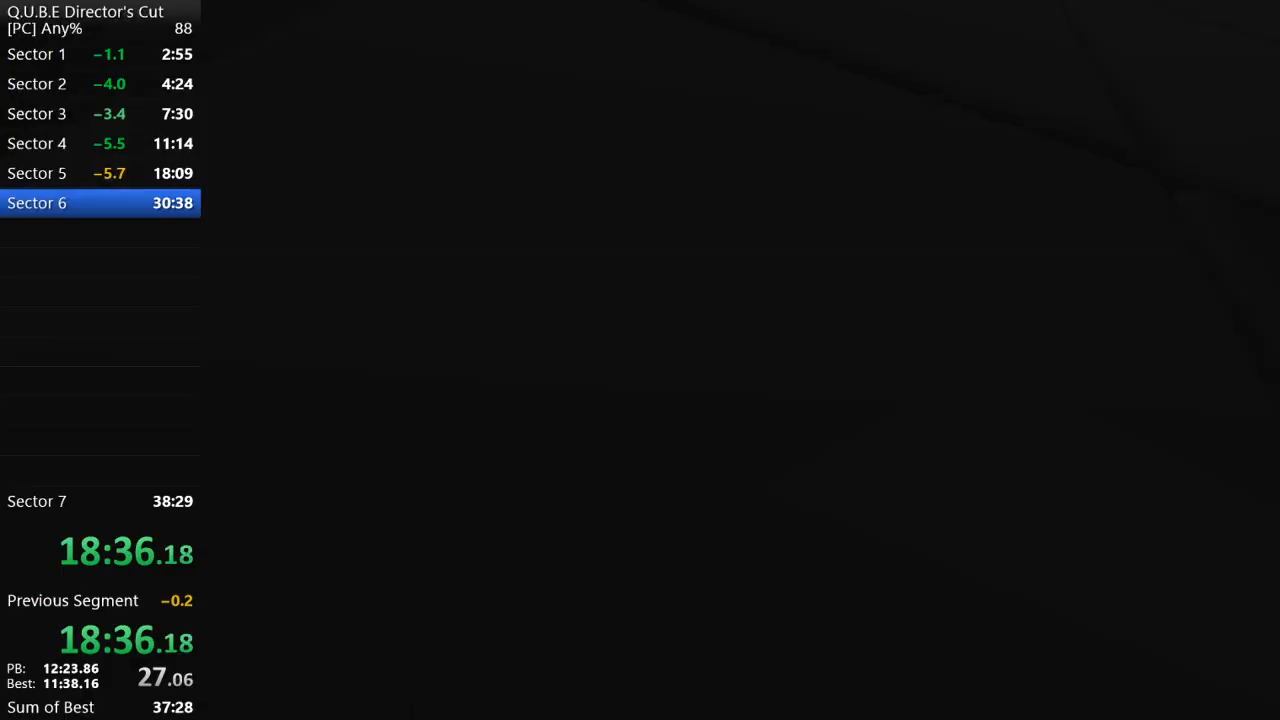 Q.U.B.E Director's Cut
[PC] Any% 88
Sector 1 −1.1 2:55
Sector 2 −4.0 4:24
Sector 3 −3.4 7:30
Sector 4 −5.5 11:14
Sector 5 −5.7 18:09
Sector 6 30:38
Sector 7 38:29
18:36.18
Previous Segment −0.2
18:36.18
PB: 12:23.86
Best: 11:38.16
27.06
Sum of Best 37:28